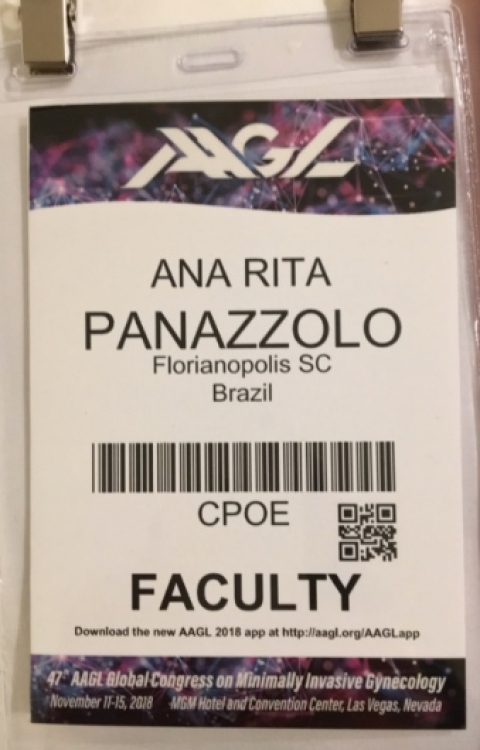 AAGL
ANA RITA
PANAZZOLO
Florianopolis SC
Brazil
CPOE
FACULTY
Download the new AAGL 2018 app at http://aagl.org/AAGLapp
47th AAGL Global Congress on Minimally Invasive Gynecology
November 11-15, 2018 MGM Hotel and Convention Center, Las Vegas, Nevada